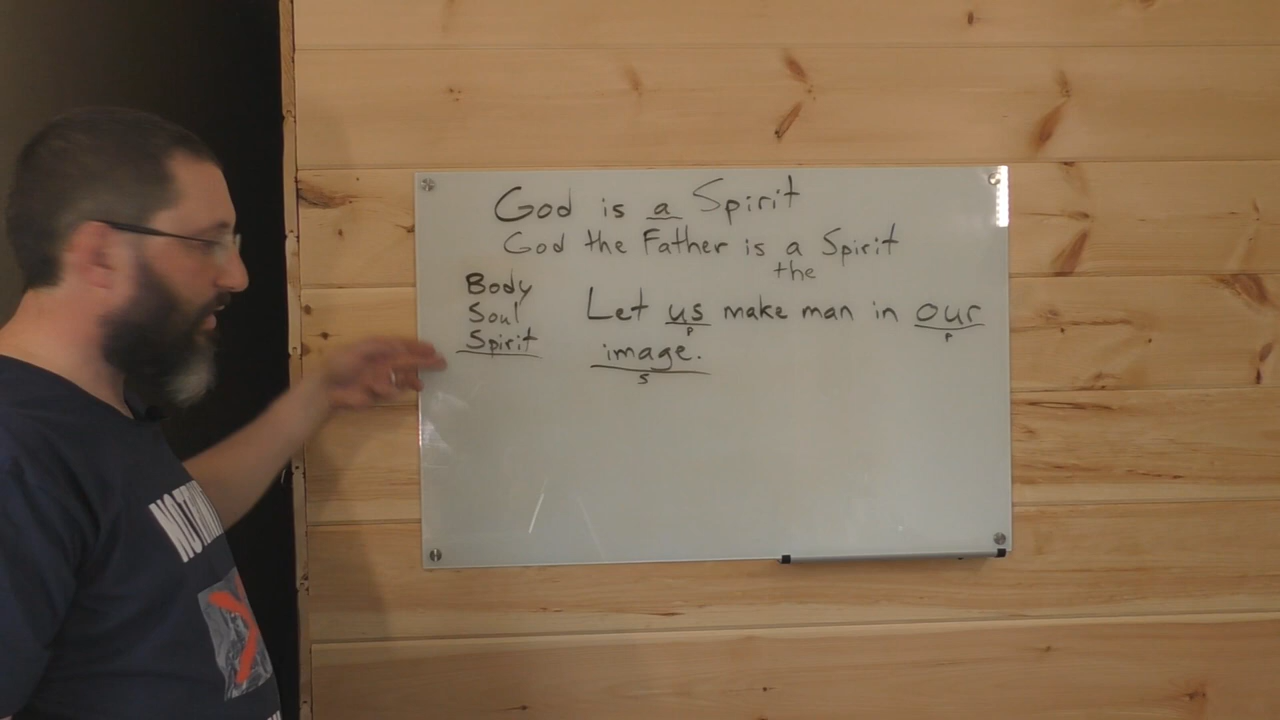 God is a Spirit
God the Father is a Spirit
the
Body
Soul
Spirit
Let us make man in our
p
p
image.
s